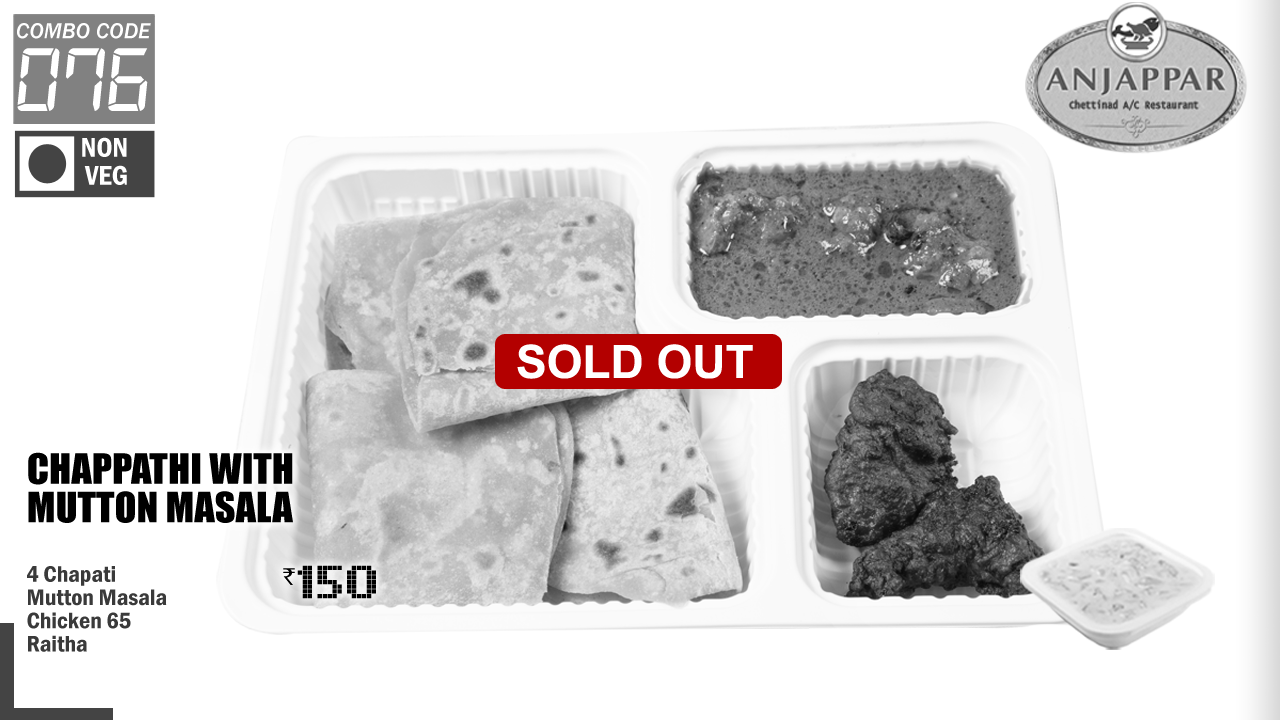 COMBO CODE
076
NON
VEG
ANJAPPAR
Chettinad A/C Restaurant
SOLD OUT
CHAPPATHI WITH
MUTTON MASALA
₹150
4 Chapati
Mutton Masala
Chicken 65
Raitha